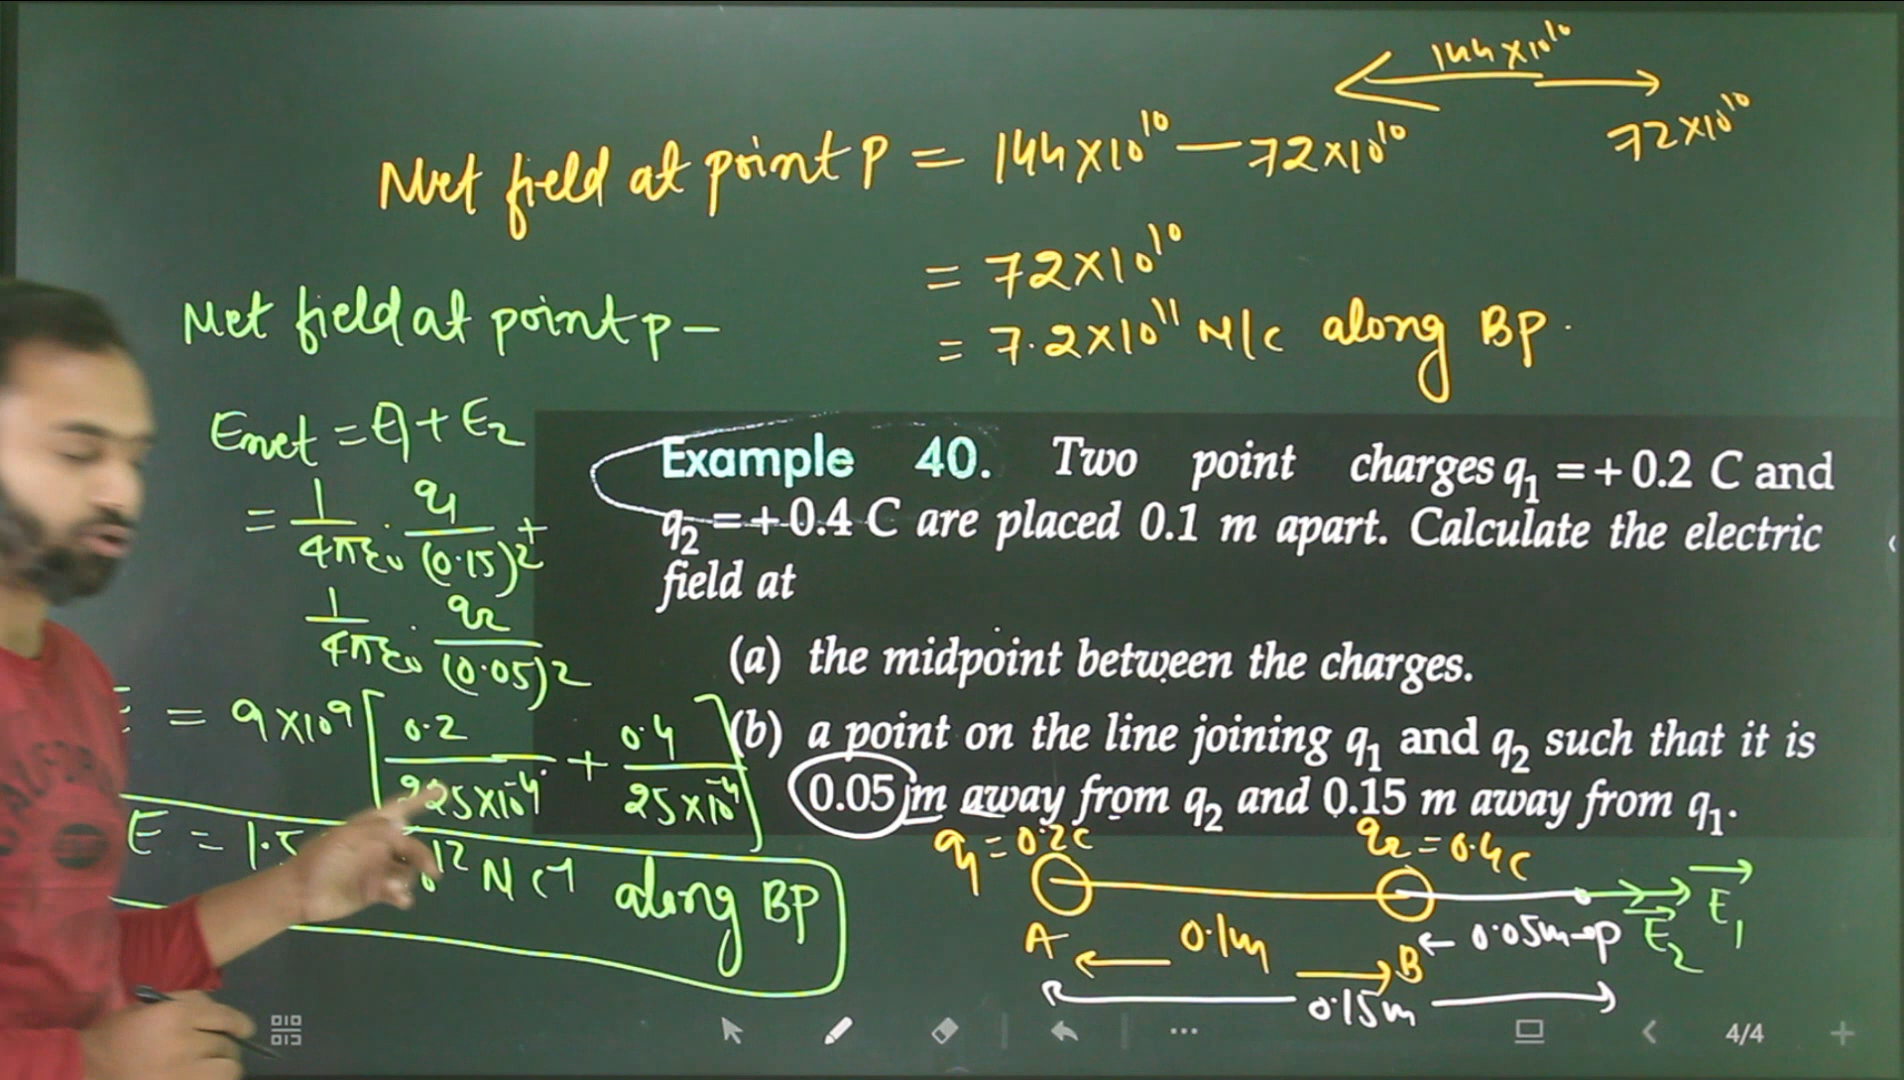 144×10¹⁰
72×10¹⁰
Net field at point P = 144×10¹⁰ — 72×10¹⁰
= 72×10¹⁰
= 7.2×10¹¹ N/C along BP.
Net field at point P —
Enet = E₁ + E₂
= 1/4πε₀ . q₁/(0.15)² +
1/4πε₀ . q₂/(0.05)²
= 9×10⁹ [ 0.2/225×10⁻⁴ + 0.4/25×10⁻⁴ ]
E = 1.5 10¹² NC⁻¹ along BP
Example 40. Two point charges q₁ = + 0.2 C and
q₂ = + 0.4 C are placed 0.1 m apart. Calculate the electric
field at
(a) the midpoint between the charges.
(b) a point on the line joining q₁ and q₂ such that it is
0.05 m away from q₂ and 0.15 m away from q₁.
q₁ = 0.2C q₂ = 0.4C
A 0.1m B 0.05m P E₂ E₁
0.15m
4/4